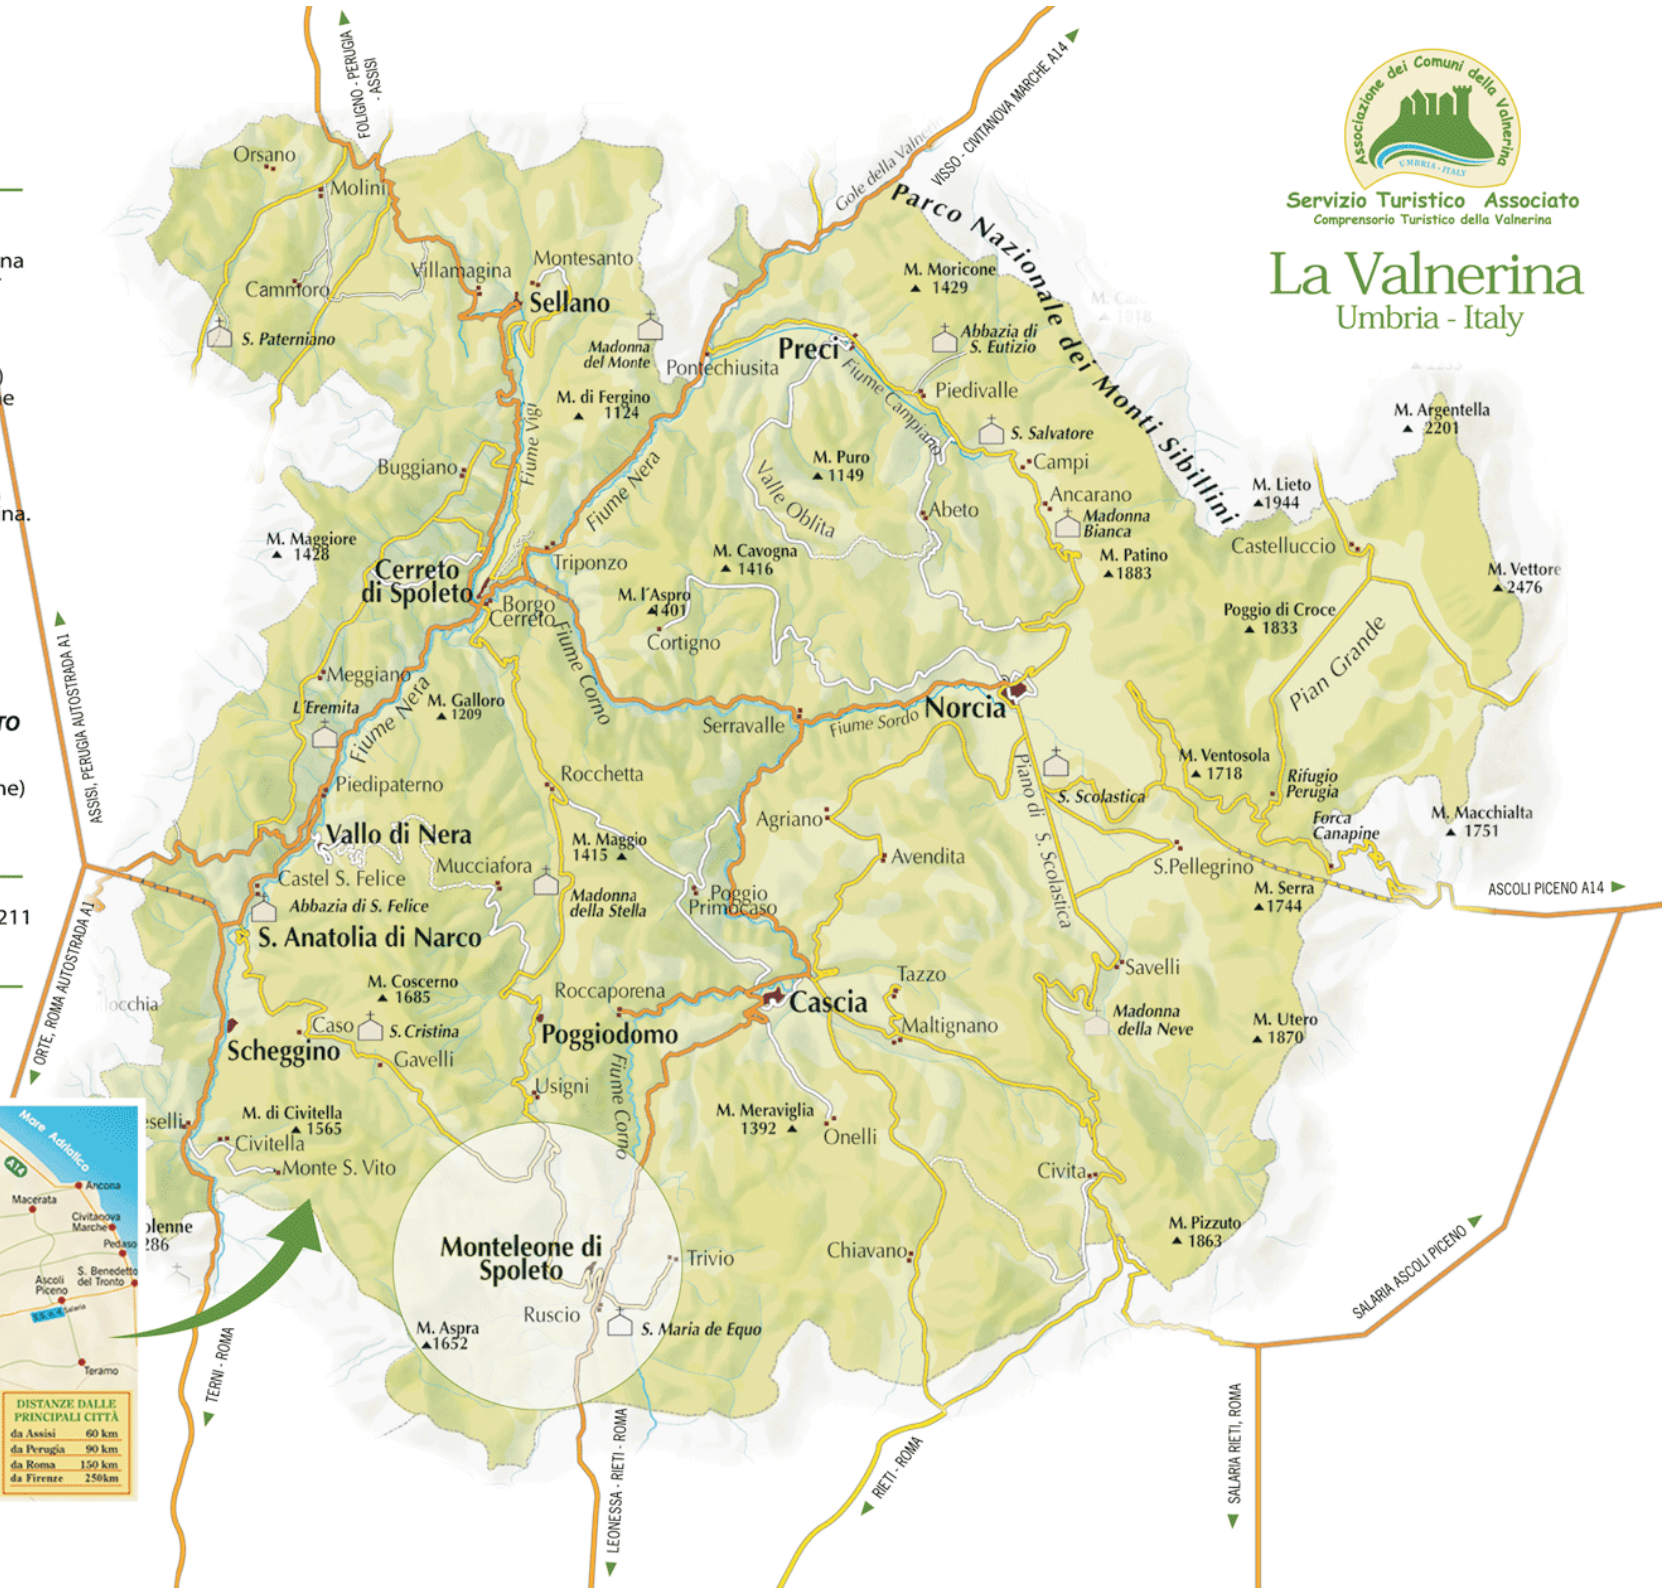 FOLIGNO - PERUGIA
- ASSISI
VISSO - CIVITANOVA MARCHE A14
Associazione dei Comuni della Valnerina
UMBRIA - ITALY
Servizio Turistico Associato
Comprensorio Turistico della Valnerina
La Valnerina
Umbria - Italy
Orsano
Molini
Cammoro
S. Paterniano
Villamagina
Montesanto
Sellano
Madonna
del Monte
Pontechiusita
M. di Fergino
1124
Fiume Vigi
Fiume Nera
Buggiano
Gole della Valnerina
Parco Nazionale dei Monti Sibillini
M. Moricone
1429
Abbazia di
S. Eutizio
Preci
Fiume Campiano
Piedivalle
S. Salvatore
Campi
Ancarano
Madonna
Bianca
M. Patino
1883
M. Puro
1149
Valle Oblita
Abeto
M. Cavogna
1416
M. l'Aspro
1401
Cortigno
M. Argentella
2201
M. Lieto
1944
Castelluccio
M. Vettore
2476
Poggio di Croce
1833
Pian Grande
M. Maggiore
1428
Cerreto
di Spoleto
Triponzo
Borgo
Cerreto
Fiume Corno
Meggiano
L'Eremita
Fiume Nera
M. Galloro
1209
Serravalle
Fiume Sordo
Norcia
Piano di S. Scolastica
S. Scolastica
M. Ventosola
1718
Rifugio
Perugia
Forca
Canapine
M. Macchialta
1751
Piedipaterno
Rocchetta
Vallo di Nera
Mucciafora
M. Maggio
1415
Agriano
Avendita
S.Pellegrino
M. Serra
1744
ASCOLI PICENO A14
Castel S. Felice
Abbazia di S. Felice
S. Anatolia di Narco
Madonna
della Stella
Poggio
Primocaso
ASSISI, PERUGIA AUTOSTRADA A1
ORTE, ROMA AUTOSTRADA A1
M. Coscerno
1685
Roccaporena
Tazzo
Savelli
Cascia
Maltignano
Madonna
della Neve
M. Utero
1870
Scheggino
Caso
S. Cristina
Gavelli
Poggiodomo
Usigni
Fiume Corno
M. di Civitella
1565
Civitella
Monte S. Vito
M. Meraviglia
1392
Onelli
Civita
M. Pizzuto
1863
Chiavano
Monteleone di
Spoleto
Trivio
Ruscio
S. Maria de Equo
M. Aspra
1652
SALARIA ASCOLI PICENO
TERNI - ROMA
LEONESSA - RIETI - ROMA
RIETI - ROMA
SALARIA RIETI, ROMA
na
na.
ro
ne)
211
Mare Adriatico
A14
Ancona
Macerata
Civitanova
Marche
Pedaso
S. Benedetto
del Tronto
Ascoli
Piceno
Salaria
Teramo
olenne
286
DISTANZE DALLE
PRINCIPALI CITTÀ
da Assisi 60 km
da Perugia 90 km
da Roma 150 km
da Firenze 250km